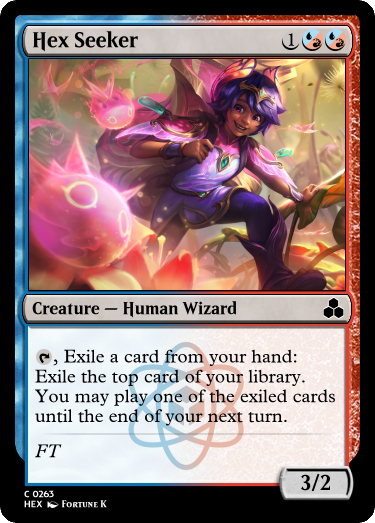 Hex Seeker 1
Creature — Human Wizard
, Exile a card from your hand:
Exile the top card of your library.
You may play one of the exiled cards
until the end of your next turn.
FT
3/2
C 0263
HEX Fortune K